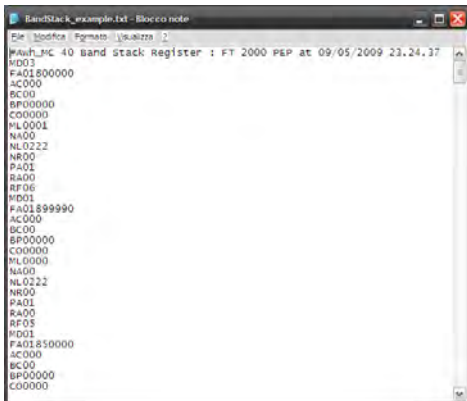 BandStack_example.txt - Blocco note
File Modifica Formato Visualizza ?
MC 40 Band Stack Register : FT 2000 PEP at 09/05/2009 23.24.37
MD03
FA01800000
AC000
BC00
BP00000
CO0000
ML0001
NA00
NL0222
NR00
PA01
RA00
RF06
MD01
FA01899990
AC000
BC00
BP00000
CO0000
ML0000
NA00
NL0222
NR00
PA01
RA00
RF05
MD01
FA01850000
AC000
BC00
BP00000
CO0000